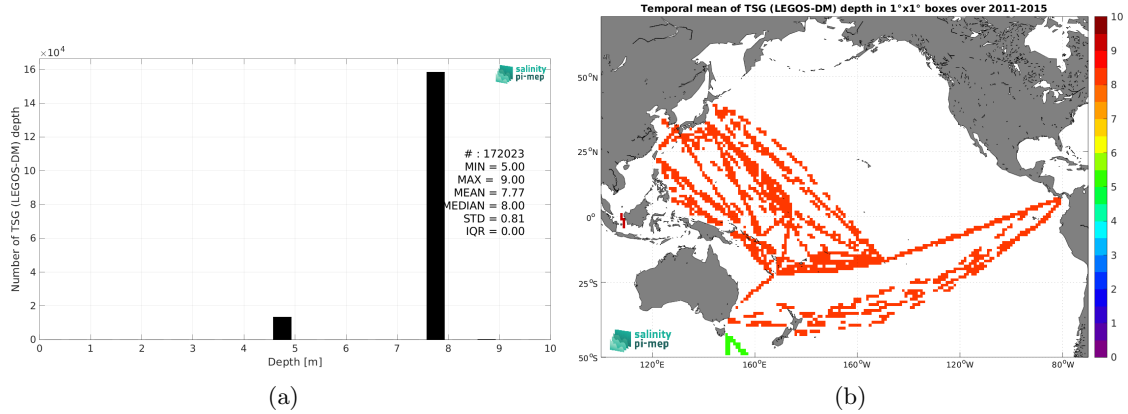 ×10⁴
16
14
12
10
8
6
4
2
0
Number of TSG (LEGOS-DM) depth
salinity
pi-mep
# : 172023
MIN = 5.00
MAX = 9.00
MEAN = 7.77
MEDIAN = 8.00
STD = 0.81
IQR = 0.00
0 1 2 3 4 5 6 7 8 9 10
Depth [m]
(a)
Temporal mean of TSG (LEGOS-DM) depth in 1°x1° boxes over 2011-2015
50°N
25°N
0°
25°S
50°S
salinity
pi-mep
120°E 160°E 160°W 120°W 80°W
10
9
8
7
6
5
4
3
2
1
0
(b)